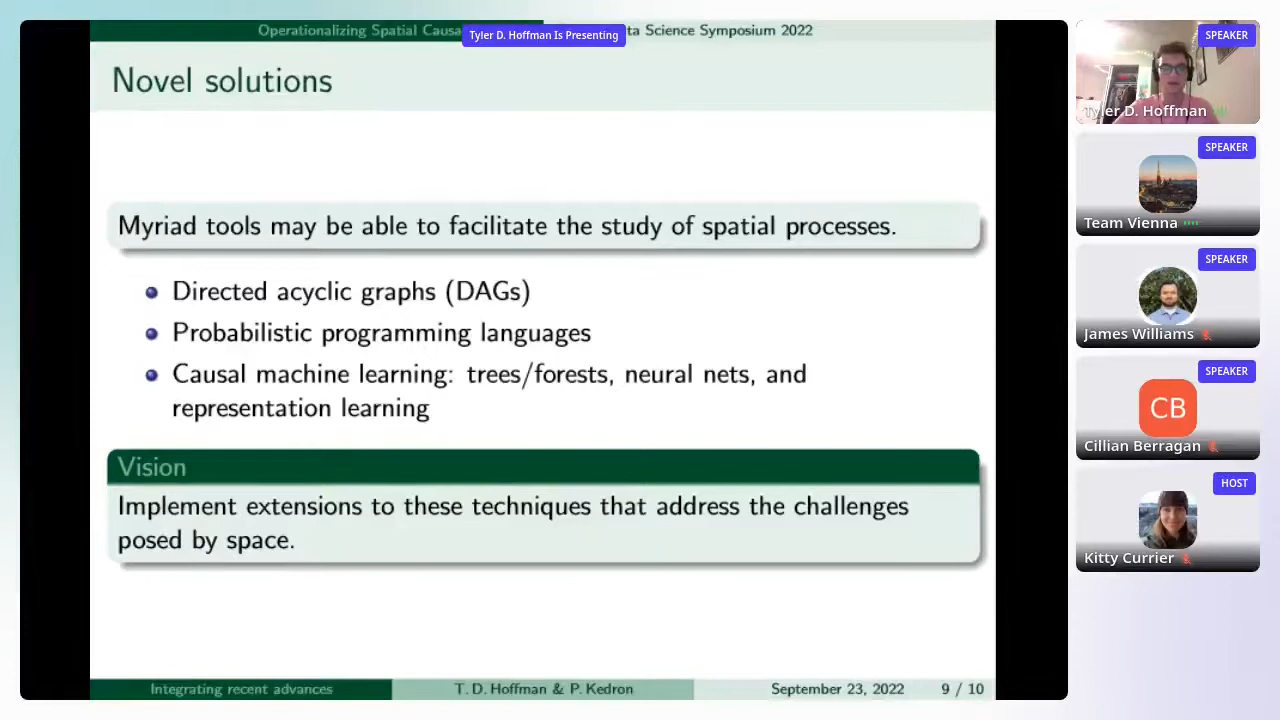 Operationalizing Spatial Causa
Tyler D. Hoffman Is Presenting
ta Science Symposium 2022
Novel solutions
Myriad tools may be able to facilitate the study of spatial processes.
Directed acyclic graphs (DAGs)
Probabilistic programming languages
Causal machine learning: trees/forests, neural nets, and
representation learning
Vision
Implement extensions to these techniques that address the challenges
posed by space.
Integrating recent advances
T. D. Hoffman & P. Kedron
September 23, 2022
9 / 10
SPEAKER
Tyler D. Hoffman
SPEAKER
Team Vienna
SPEAKER
James Williams
SPEAKER
CB
Cillian Berragan
HOST
Kitty Currier